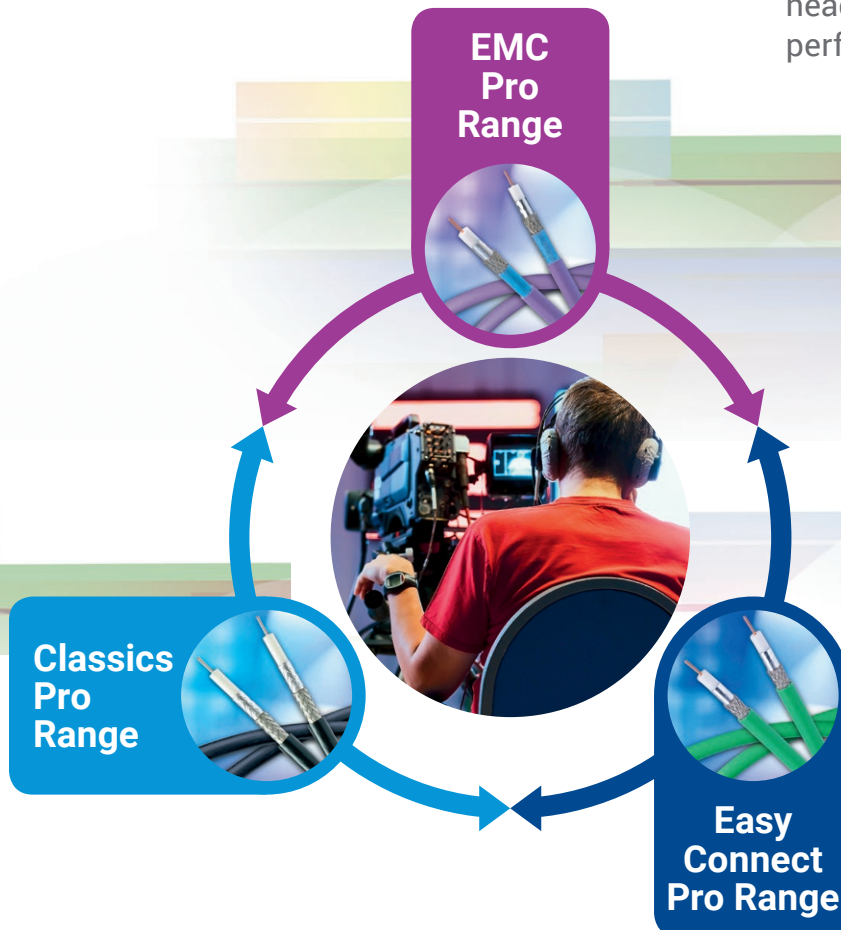 EMC
Pro
Range
Classics
Pro
Range
Easy
Connect
Pro Range